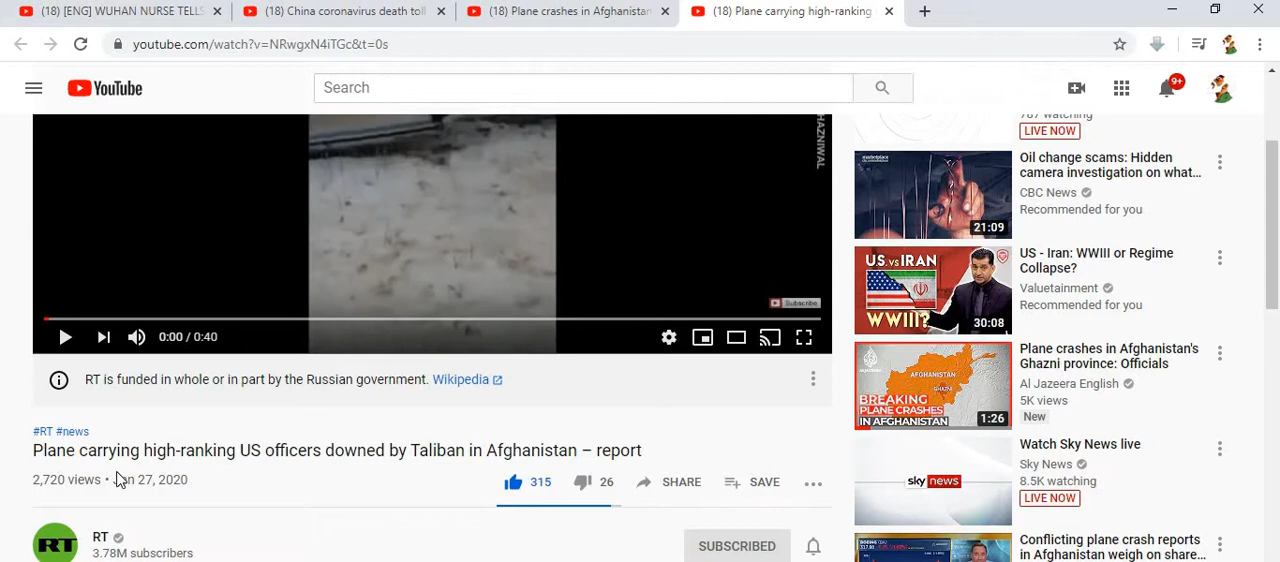 (18) [ENG] WUHAN NURSE TELLS
(18) China coronavirus death toll
(18) Plane crashes in Afghanistan
(18) Plane carrying high-ranking
youtube.com/watch?v=NRwgxN4iTGc&t=0s
YouTube
Search
9+
HAZNIWAL
Subscribe
0:00 / 0:40
RT is funded in whole or in part by the Russian government. Wikipedia
#RT #news
Plane carrying high-ranking US officers downed by Taliban in Afghanistan – report
2,720 views • Jan 27, 2020
315
26
SHARE
SAVE
RT
RT
3.78M subscribers
SUBSCRIBED
787 watching
LIVE NOW
marketplace
21:09
Oil change scams: Hidden
camera investigation on what...
CBC News
Recommended for you
U.S. vs IRAN
WWIII?
30:08
US - Iran: WWIII or Regime
Collapse?
Valuetainment
Recommended for you
AFGHANISTAN
GHAZNI
BREAKING
PLANE CRASHES
IN AFGHANISTAN
1:26
Plane crashes in Afghanistan's
Ghazni province: Officials
Al Jazeera English
5K views
New
sky news
Watch Sky News live
Sky News
8.5K watching
LIVE NOW
BOEING
Conflicting plane crash reports
in Afghanistan weigh on share...